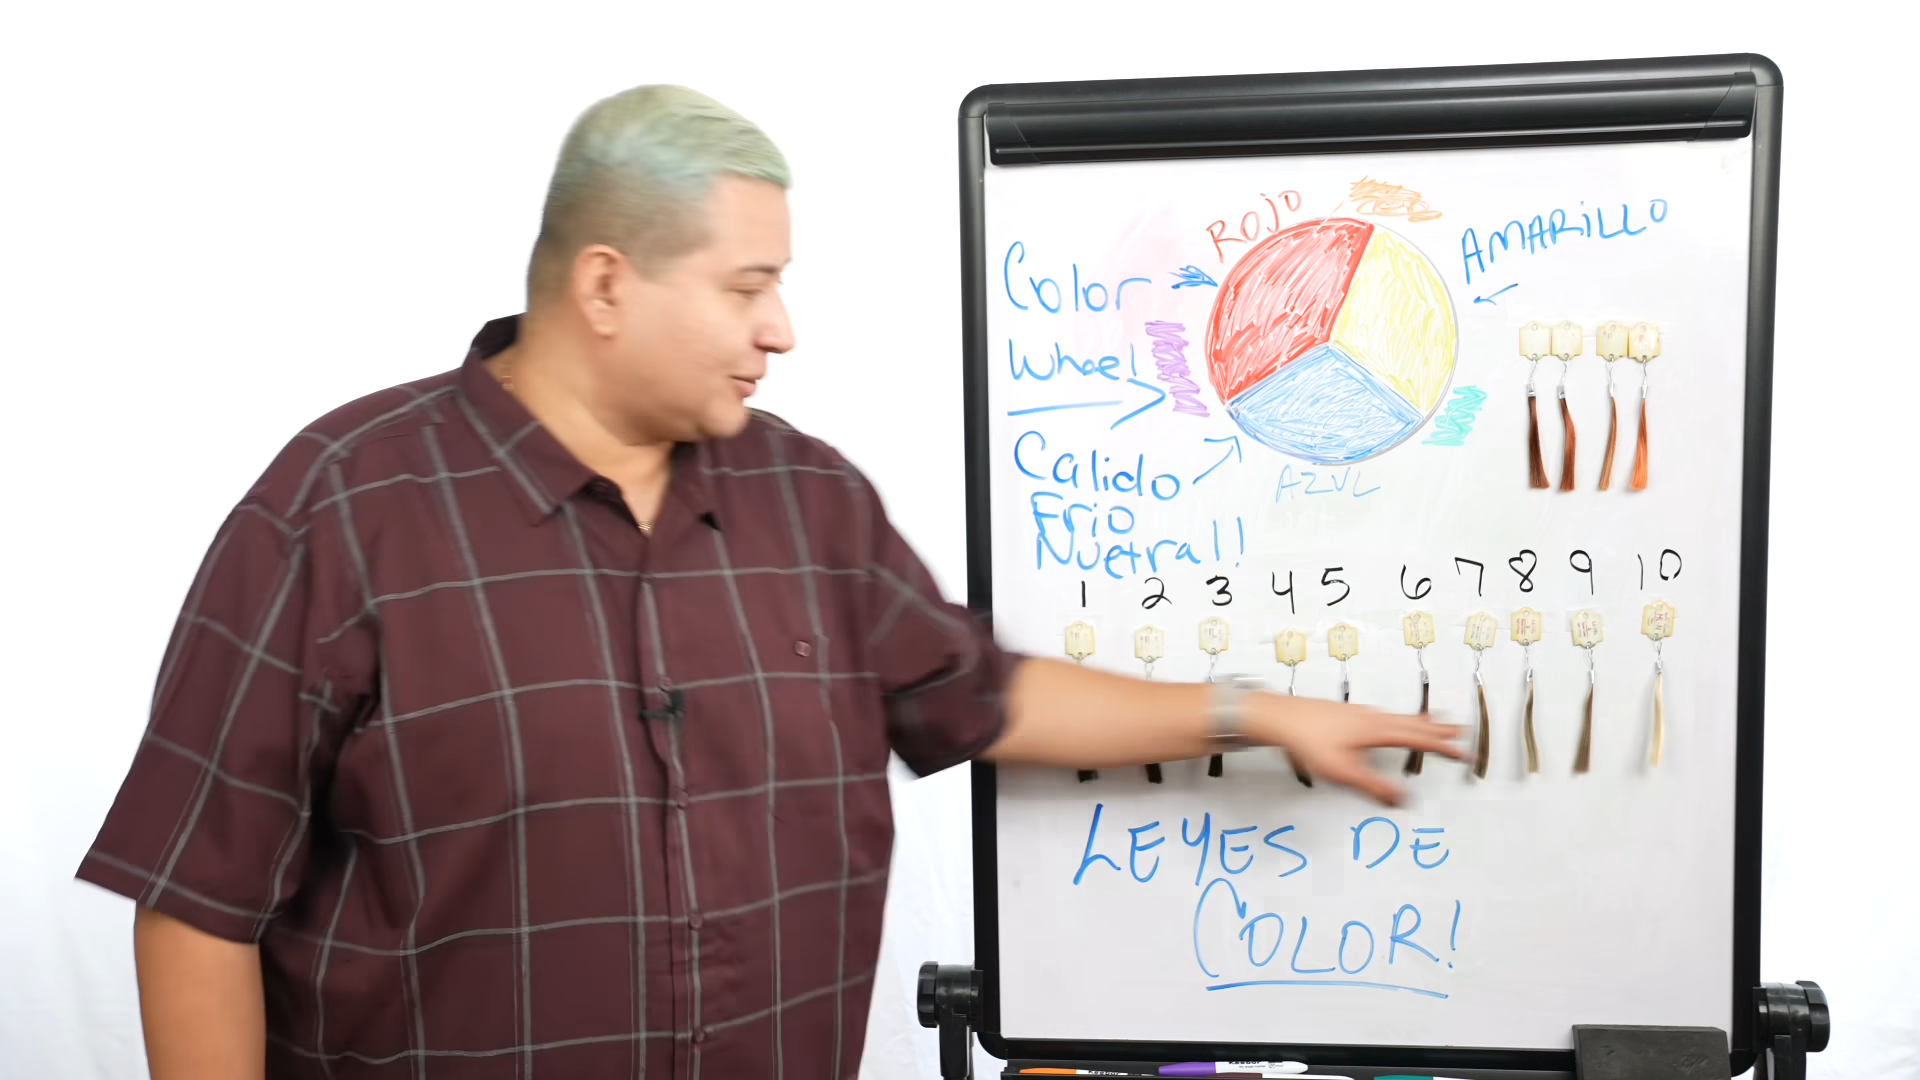 ROJO
AMARILLO
Color
Wheel
Calido
Frio
Nuetral!
AZUL
1 2 3 4 5 6 7 8 9 10
LEYES DE
COLOR!